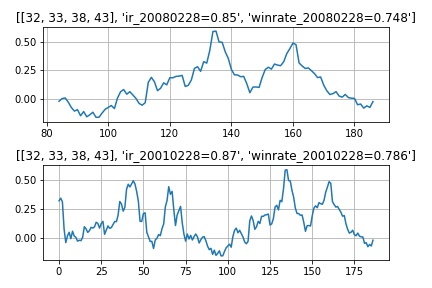 [[32, 33, 38, 43], 'ir_20080228=0.85', 'winrate_20080228=0.748']
0.50
0.25
0.00
80 100 120 140 160 180
[[32, 33, 38, 43], 'ir_20010228=0.87', 'winrate_20010228=0.786']
0.50
0.25
0.00
0 25 50 75 100 125 150 175